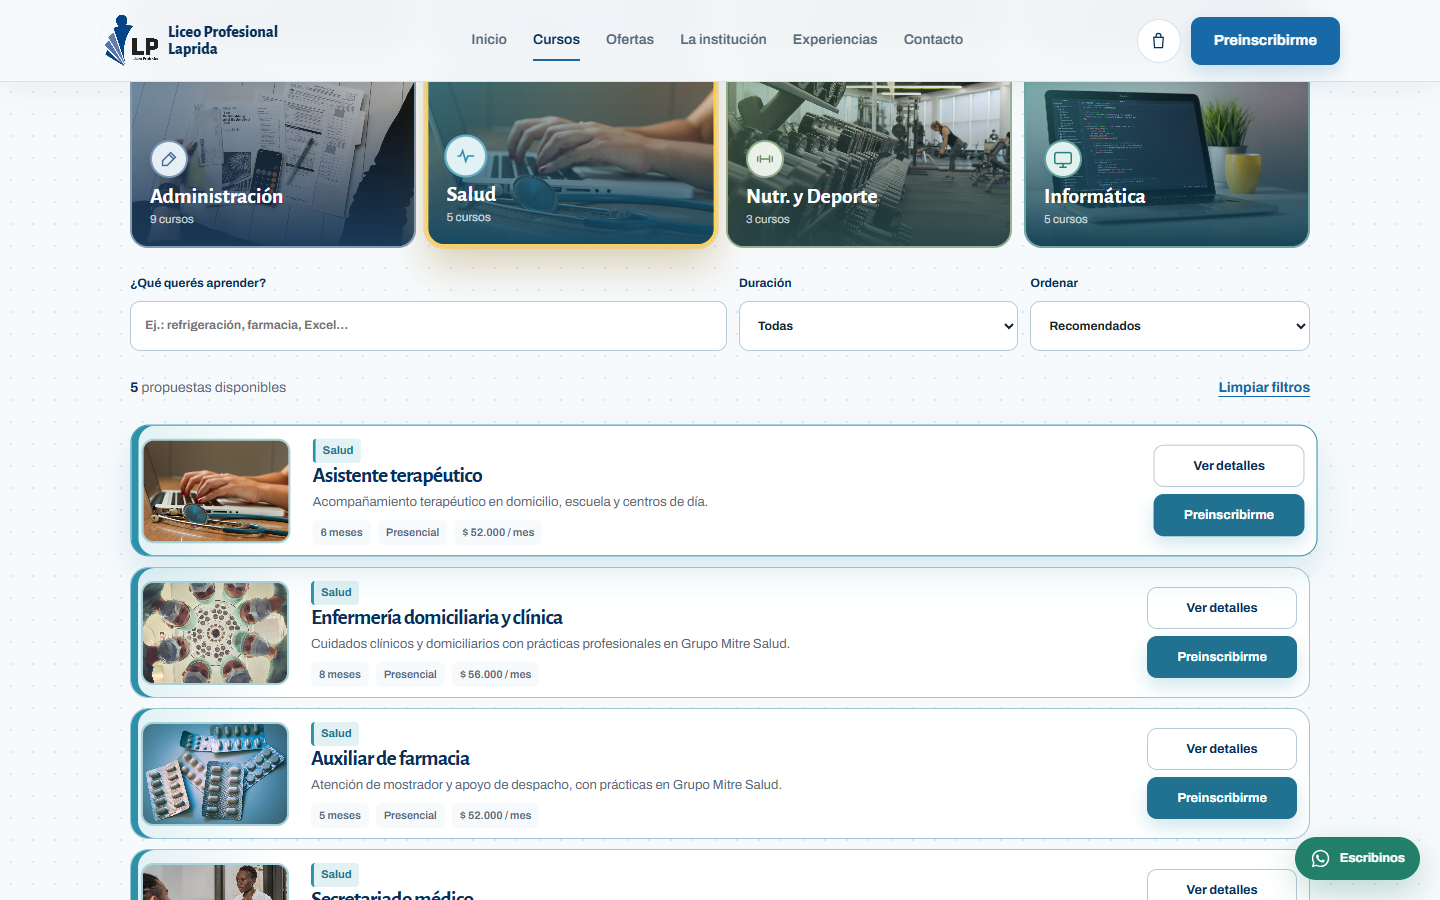 Liceo Profesional
Laprida
LP
Inicio
Cursos
Ofertas
La institución
Experiencias
Contacto
Preinscribirme
Administración
9 cursos
Salud
5 cursos
Nutr. y Deporte
3 cursos
Informática
5 cursos
¿Qué querés aprender?
Duración
Ordenar
Ej.: refrigeración, farmacia, Excel...
Todas
Recomendados
5 propuestas disponibles
Limpiar filtros
Salud
Asistente terapéutico
Acompañamiento terapéutico en domicilio, escuela y centros de día.
6 meses
Presencial
$ 52.000 / mes
Ver detalles
Preinscribirme
Salud
Enfermería domiciliaria y clínica
Cuidados clínicos y domiciliarios con prácticas profesionales en Grupo Mitre Salud.
8 meses
Presencial
$ 56.000 / mes
Ver detalles
Preinscribirme
Salud
Auxiliar de farmacia
Atención de mostrador y apoyo de despacho, con prácticas en Grupo Mitre Salud.
5 meses
Presencial
$ 52.000 / mes
Ver detalles
Preinscribirme
Salud
Secretariado médico
Ver detalles
Escribinos